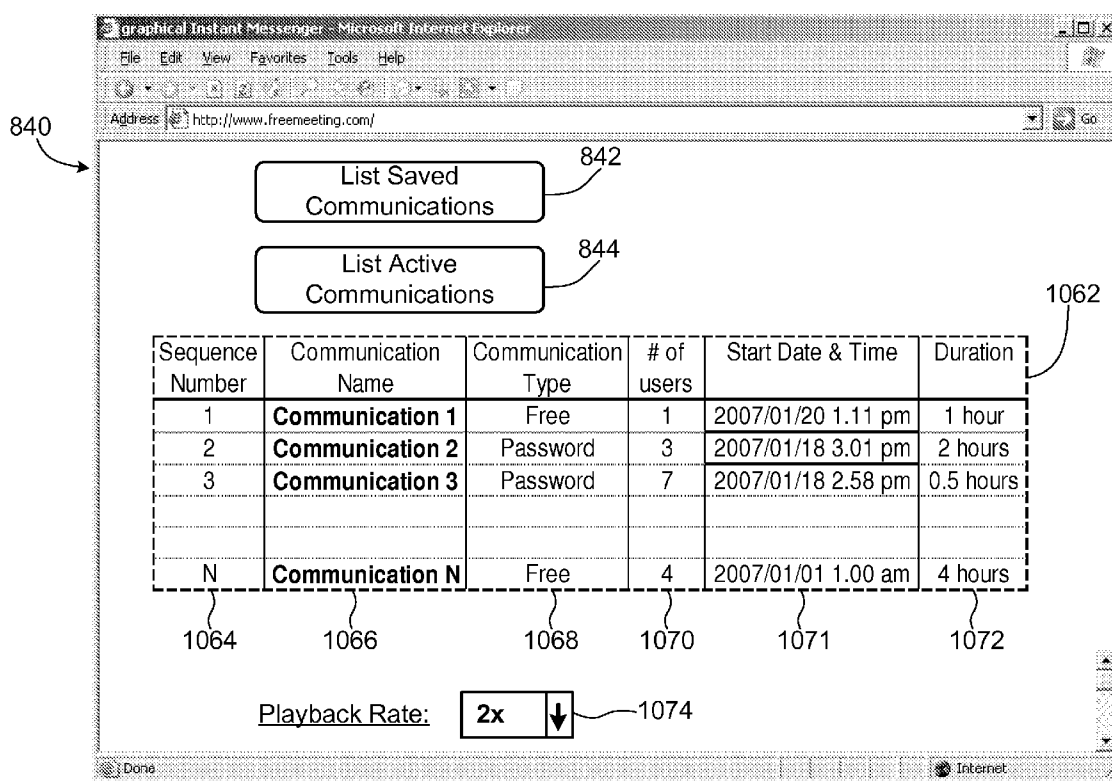 graphical Instant Messenger - Microsoft Internet Explorer
File Edit View Favorites Tools Help
Address http://www.freemeeting.com/ Go
840
List Saved
Communications
842
List Active
Communications
844
1062
Sequence Communication Communication # of Start Date & Time Duration
Number Name Type users
1 Communication 1 Free 1 2007/01/20 1.11 pm 1 hour
2 Communication 2 Password 3 2007/01/18 3.01 pm 2 hours
3 Communication 3 Password 7 2007/01/18 2.58 pm 0.5 hours
N Communication N Free 4 2007/01/01 1.00 am 4 hours
1064 1066 1068 1070 1071 1072
Playback Rate: 2x 1074
Done Internet